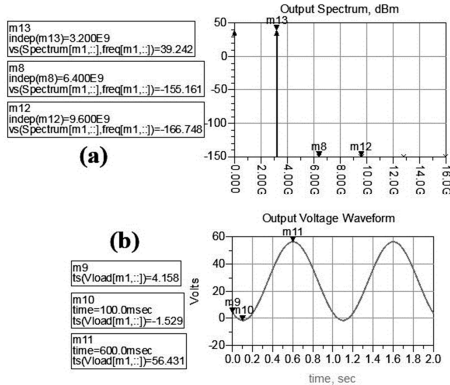 Output Spectrum, dBm
m13
indep(m13)=3.200E9
vs(Spectrum[m1,::],freq[m1,::])=39.242
m8
indep(m8)=6.400E9
vs(Spectrum[m1,::],freq[m1,::])=-155.161
m12
indep(m12)=9.600E9
vs(Spectrum[m1,::],freq[m1,::])=-166.748
(a)
m13
50
0
-50
-100
-150
m8
m12
0.000
2.00G
4.00G
6.00G
8.00G
10.0G
12.0G
14.0G
16.0G
Output Voltage Waveform
(b)
m9
ts(Vload[m1,::])=4.158
m10
time=100.0msec
ts(Vload[m1,::])=-1.529
m11
time=600.0msec
ts(Vload[m1,::])=56.431
Volts
m11
m9
m10
60
40
20
0
-20
0.0
0.2
0.4
0.6
0.8
1.0
1.2
1.4
1.6
1.8
2.0
time, sec